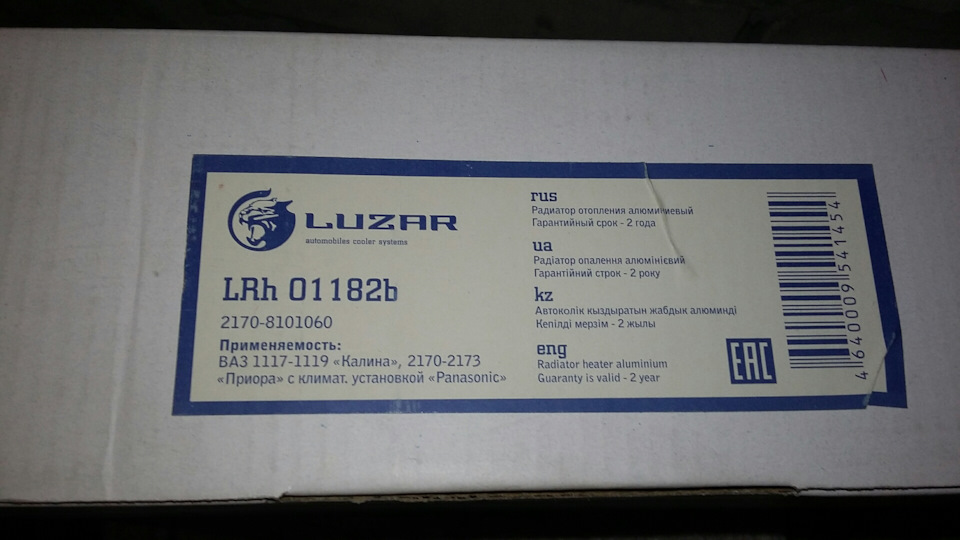 LUZAR
automobiles cooler systems
LRh 01182b
2170-8101060
Применяемость:
ВАЗ 1117-1119 «Калина», 2170-2173
«Приора» с климат. установкой «Panasonic»
rus
Радиатор отопления алюминиевый
Гарантийный срок - 2 года
ua
Радіатор опалення алюмінієвий
Гарантійний строк - 2 року
kz
Автоколік кыздыратын жабдык алюминді
Кепілді мерзім - 2 жылы
eng
Radiator heater aluminium
Guaranty is valid - 2 year
EAC
4640009541454